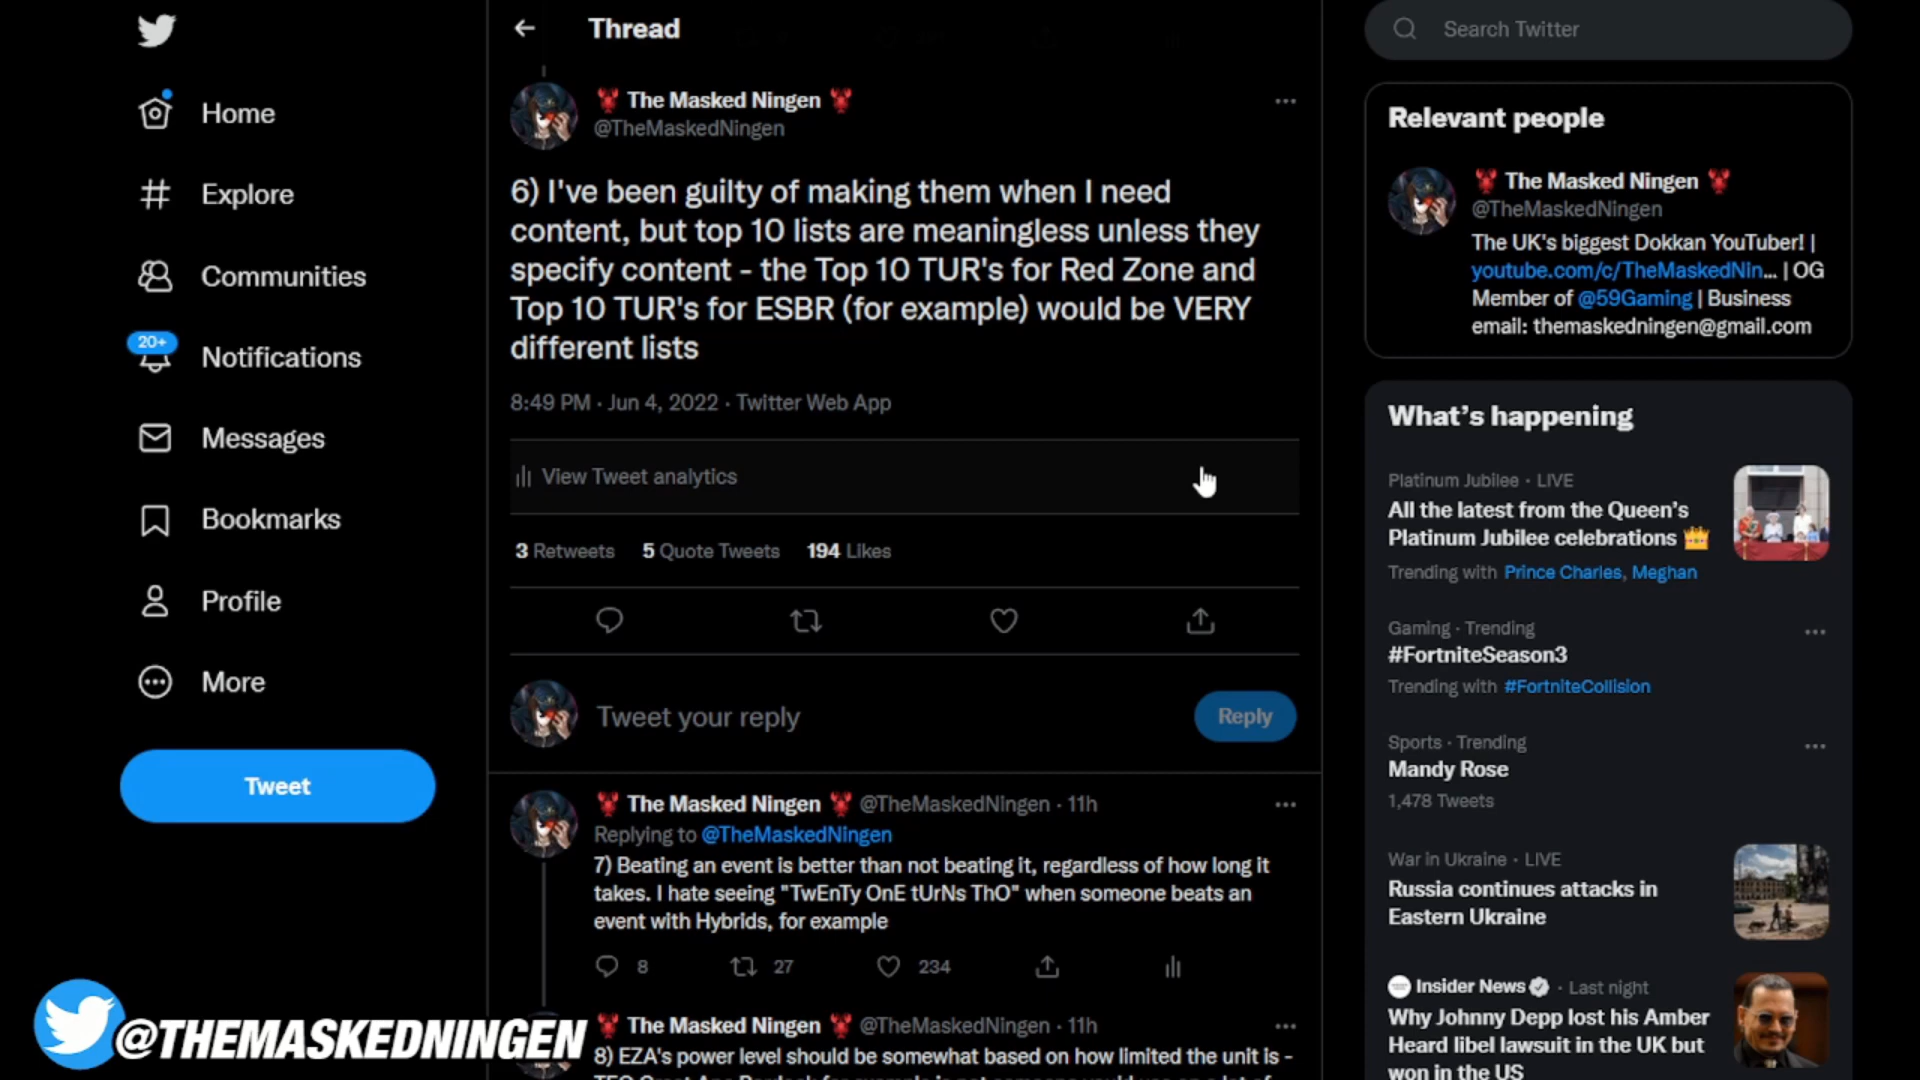 Home
Explore
Communities
20+
Notifications
Messages
Bookmarks
Profile
More
Tweet
@THEMASKEDNINGEN
Thread
The Masked Ningen
@TheMaskedNingen
6) I've been guilty of making them when I need
content, but top 10 lists are meaningless unless they
specify content - the Top 10 TUR's for Red Zone and
Top 10 TUR's for ESBR (for example) would be VERY
different lists
8:49 PM · Jun 4, 2022 · Twitter Web App
View Tweet analytics
3 Retweets 5 Quote Tweets 194 Likes
Tweet your reply
Reply
The Masked Ningen @TheMaskedNingen · 11h
Replying to @TheMaskedNingen
7) Beating an event is better than not beating it, regardless of how long it
takes. I hate seeing "TwEnTy OnE tUrNs ThO" when someone beats an
event with Hybrids, for example
8 27 234
The Masked Ningen @TheMaskedNingen · 11h
8) EZA's power level should be somewhat based on how limited the unit is -
Search Twitter
Relevant people
The Masked Ningen
@TheMaskedNingen
The UK's biggest Dokkan YouTuber! |
youtube.com/c/TheMaskedNin... | OG
Member of @59Gaming | Business
email: themaskedningen@gmail.com
What's happening
Platinum Jubilee · LIVE
All the latest from the Queen's
Platinum Jubilee celebrations
Trending with Prince Charles, Meghan
Gaming · Trending
#FortniteSeason3
Trending with #FortniteCollision
Sports · Trending
Mandy Rose
1,478 Tweets
War in Ukraine · LIVE
Russia continues attacks in
Eastern Ukraine
Insider News · Last night
Why Johnny Depp lost his Amber
Heard libel lawsuit in the UK but
won in the US